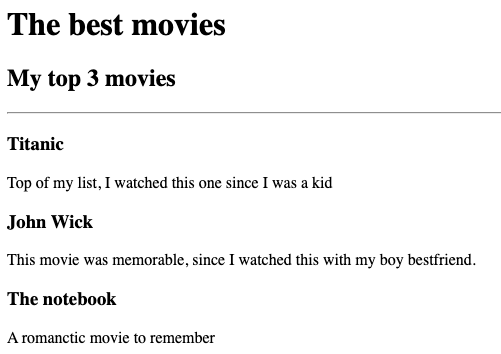 The best movies
My top 3 movies
Titanic
Top of my list, I watched this one since I was a kid
John Wick
This movie was memorable, since I watched this with my boy bestfriend.
The notebook
A romanctic movie to remember